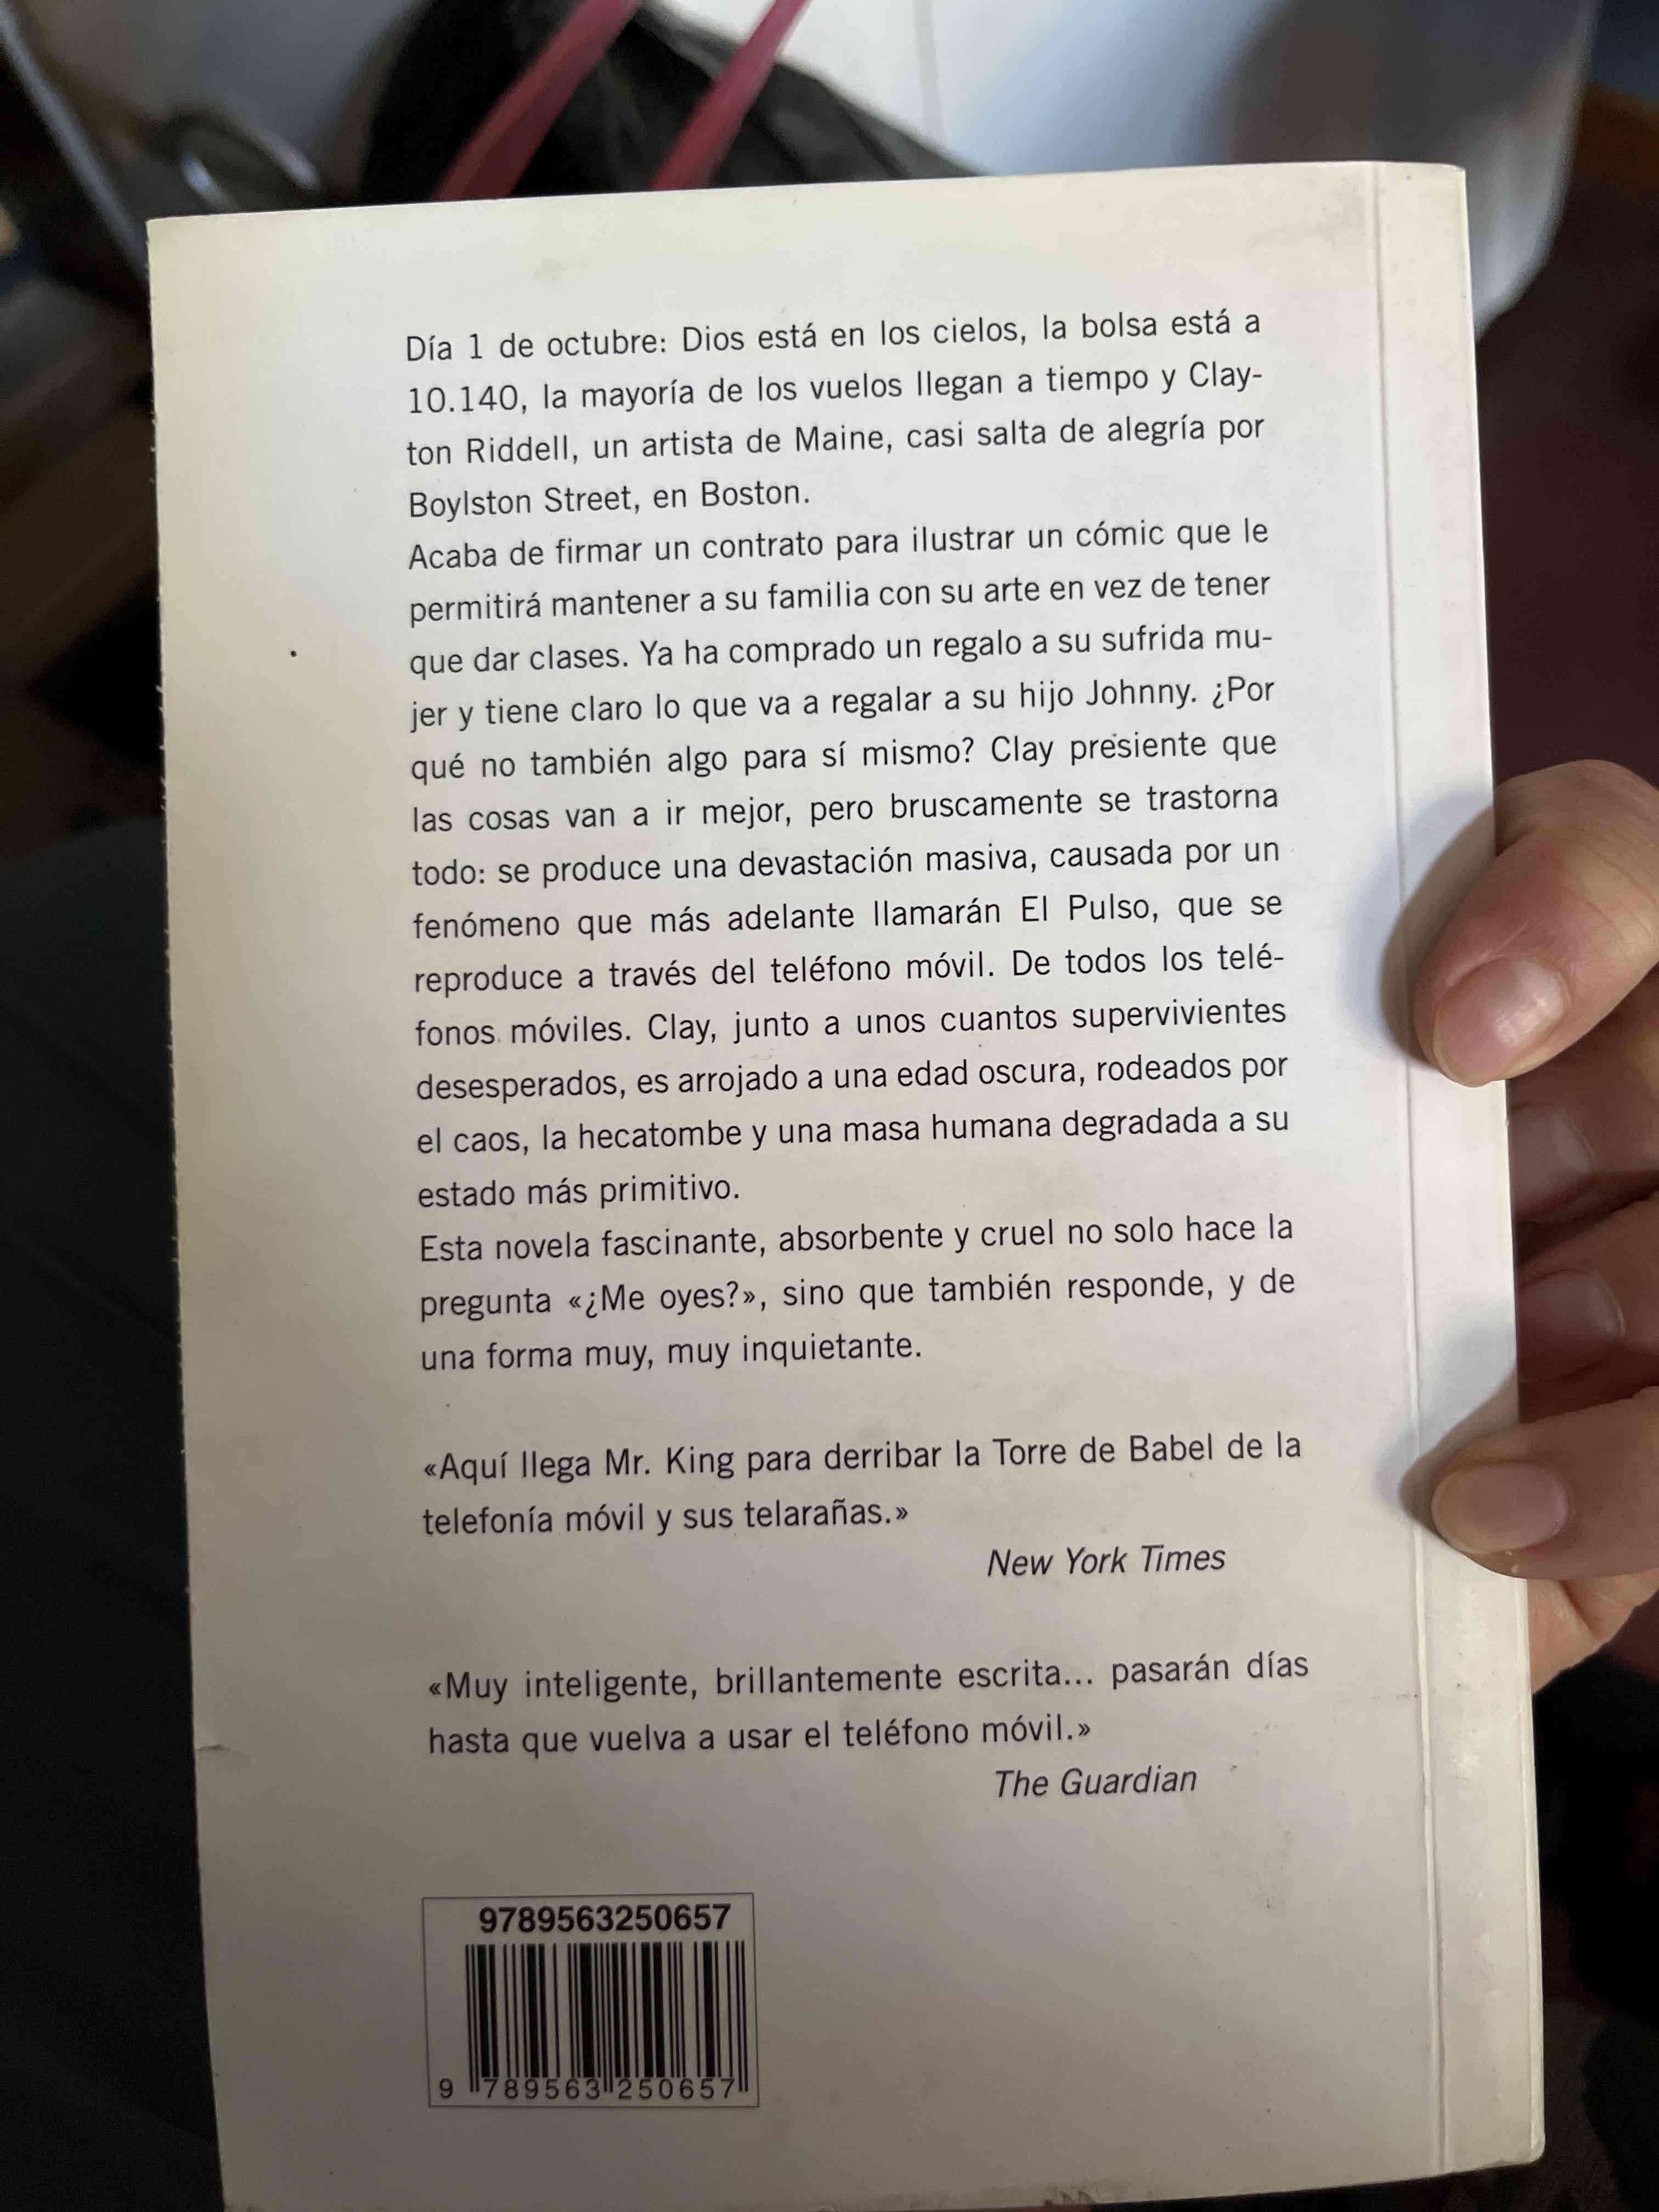 Día 1 de octubre: Dios está en los cielos, la bolsa está a
10.140, la mayoría de los vuelos llegan a tiempo y Clay-
ton Riddell, un artista de Maine, casi salta de alegría por
Boylston Street, en Boston.
Acaba de firmar un contrato para ilustrar un cómic que le
permitirá mantener a su familia con su arte en vez de tener
que dar clases. Ya ha comprado un regalo a su sufrida mu-
jer y tiene claro lo que va a regalar a su hijo Johnny. ¿Por
qué no también algo para sí mismo? Clay presiente que
las cosas van a ir mejor, pero bruscamente se trastorna
todo: se produce una devastación masiva, causada por un
fenómeno que más adelante llamarán El Pulso, que se
reproduce a través del teléfono móvil. De todos los telé-
fonos móviles. Clay, junto a unos cuantos supervivientes
desesperados, es arrojado a una edad oscura, rodeados por
el caos, la hecatombe y una masa humana degradada a su
estado más primitivo.
Esta novela fascinante, absorbente y cruel no solo hace la
pregunta «¿Me oyes?», sino que también responde, y de
una forma muy, muy inquietante.
«Aquí llega Mr. King para derribar la Torre de Babel de la
telefonía móvil y sus telarañas.»
New York Times
«Muy inteligente, brillantemente escrita... pasarán días
hasta que vuelva a usar el teléfono móvil.»
The Guardian
9789563250657
9 789563 250657